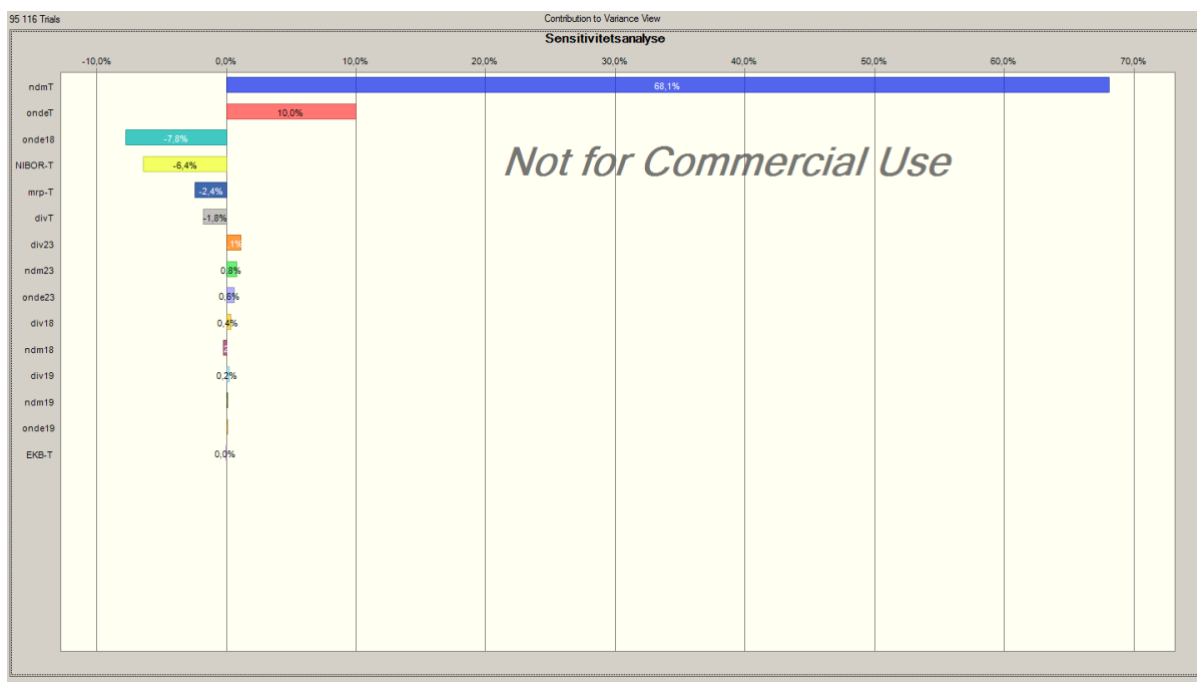 95 116 Trials
Contribution to Variance View
Sensitivitetsanalyse
-10,0% 0,0% 10,0% 20,0% 30,0% 40,0% 50,0% 60,0% 70,0%
ndmT 68,1%
ondeT 10,0%
onde18 -7,8%
NIBOR-T -6,4%
Not for Commercial Use
mrp-T -2,4%
divT -1,8%
div23
ndm23 0,8%
onde23 0,6%
div18 0,4%
ndm18
div19 0,2%
ndm19
onde19
EKB-T 0,0%